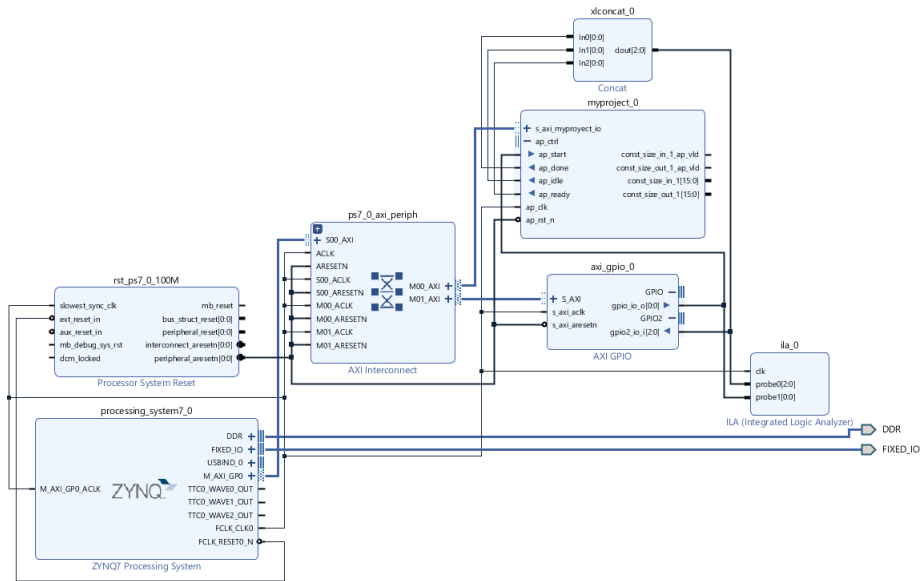 xlconcat_0
In0[0:0]
In1[0:0]
In2[0:0]
dout[2:0]
Concat
myproject_0
s_axi_myproyect_io
ap_ctrl
ap_start
ap_done
ap_idle
ap_ready
ap_clk
ap_rst_n
const_size_in_1_ap_vld
const_size_out_1_ap_vld
const_size_in_1[15:0]
const_size_out_1[15:0]
ps7_0_axi_periph
S00_AXI
ACLK
ARESETN
S00_ACLK
S00_ARESETN
M00_ACLK
M00_ARESETN
M01_ACLK
M01_ARESETN
M00_AXI
M01_AXI
AXI Interconnect
axi_gpio_0
S_AXI
s_axi_aclk
s_axi_aresetn
GPIO
gpio_io_o[0:0]
GPIO2
gpio2_io_i[2:0]
AXI GPIO
rst_ps7_0_100M
slowest_sync_clk
ext_reset_in
aux_reset_in
mb_debug_sys_rst
dcm_locked
mb_reset
bus_struct_reset[0:0]
peripheral_reset[0:0]
interconnect_aresetn[0:0]
peripheral_aresetn[0:0]
Processor System Reset
ila_0
clk
probe0[2:0]
probe1[0:0]
ILA (Integrated Logic Analyzer)
processing_system7_0
M_AXI_GP0_ACLK
ZYNQ
DDR
FIXED_IO
USBIND_0
M_AXI_GP0
TTC0_WAVE0_OUT
TTC0_WAVE1_OUT
TTC0_WAVE2_OUT
FCLK_CLK0
FCLK_RESET0_N
ZYNQ7 Processing System
DDR
FIXED_IO